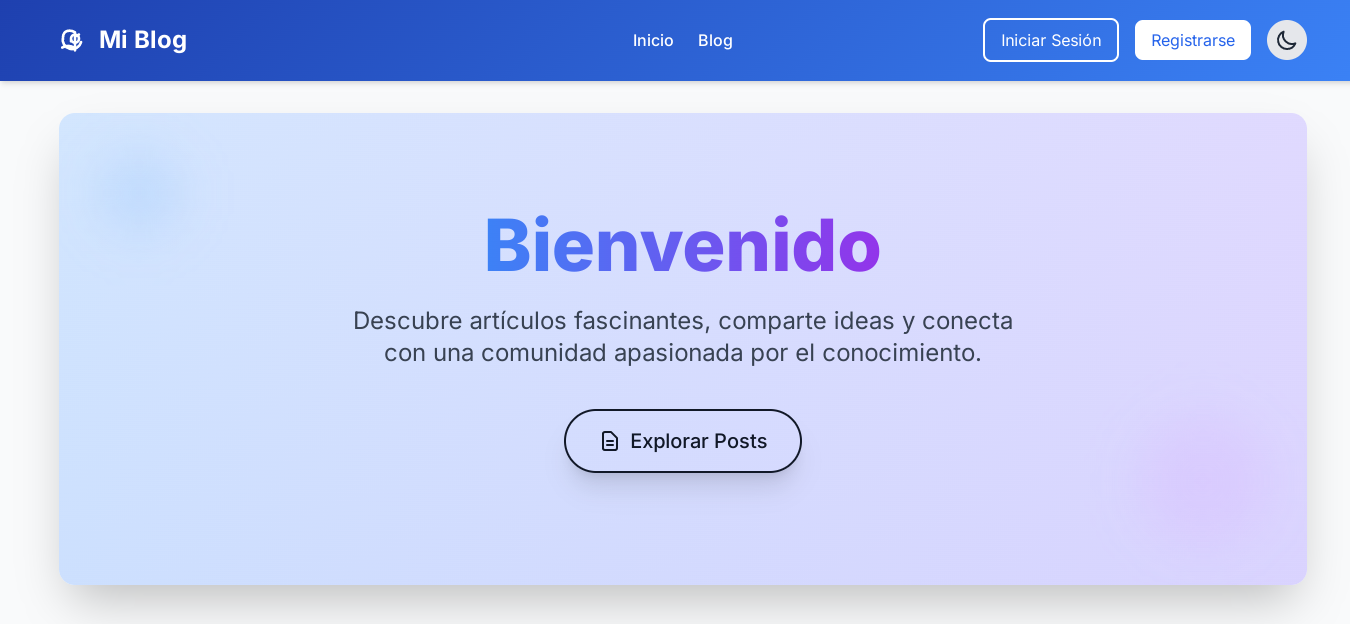 Mi Blog
Inicio
Blog
Iniciar Sesión
Registrarse
Bienvenido
Descubre artículos fascinantes, comparte ideas y conecta
con una comunidad apasionada por el conocimiento.
Explorar Posts